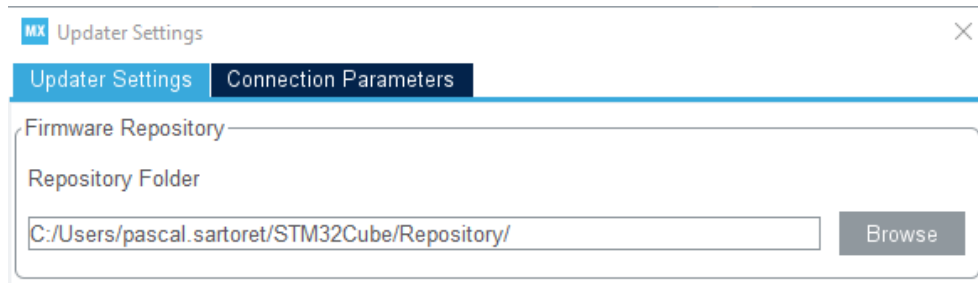 MX Updater Settings
Updater Settings Connection Parameters
Firmware Repository
Repository Folder
C:/Users/pascal.sartoret/STM32Cube/Repository/ Browse